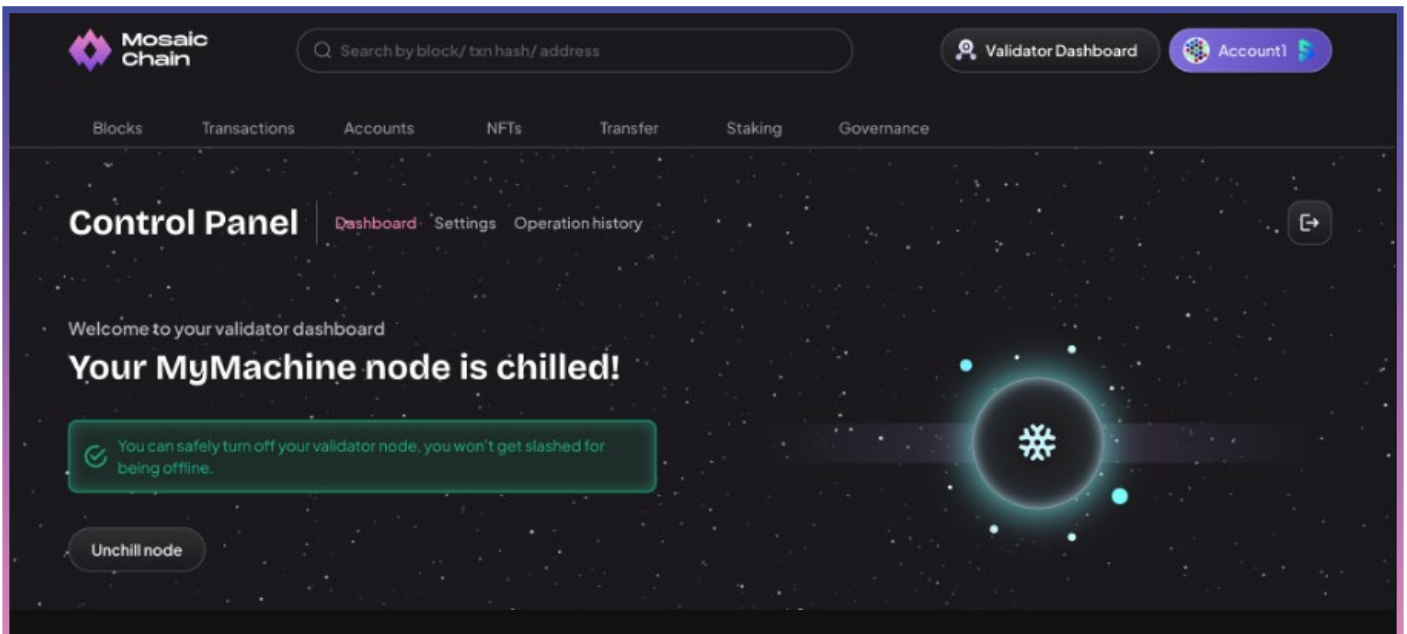 Mosaic
Chain
Search by block/ txn hash/ address
Validator Dashboard
Account1
Blocks
Transactions
Accounts
NFTs
Transfer
Staking
Governance
Control Panel
Dashboard
Settings
Operation history
Welcome to your validator dashboard
Your MyMachine node is chilled!
You can safely turn off your validator node, you won't get slashed for
being offline.
Unchill node